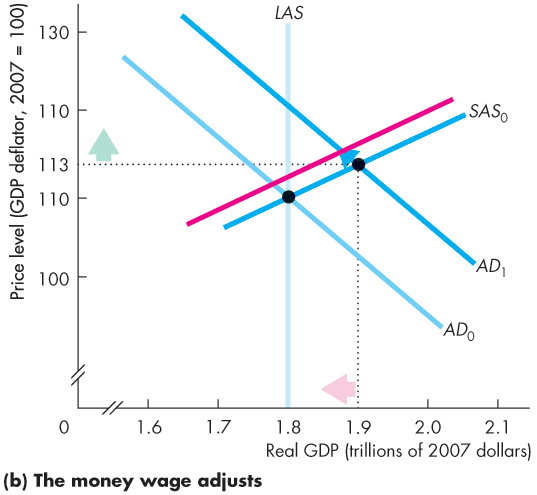 Price level (GDP deflator, 2007 = 100)
LAS
130
110
SAS0
113
110
100
AD1
AD0
0
1.6
1.7
1.8
1.9
2.0
2.1
Real GDP (trillions of 2007 dollars)
(b) The money wage adjusts